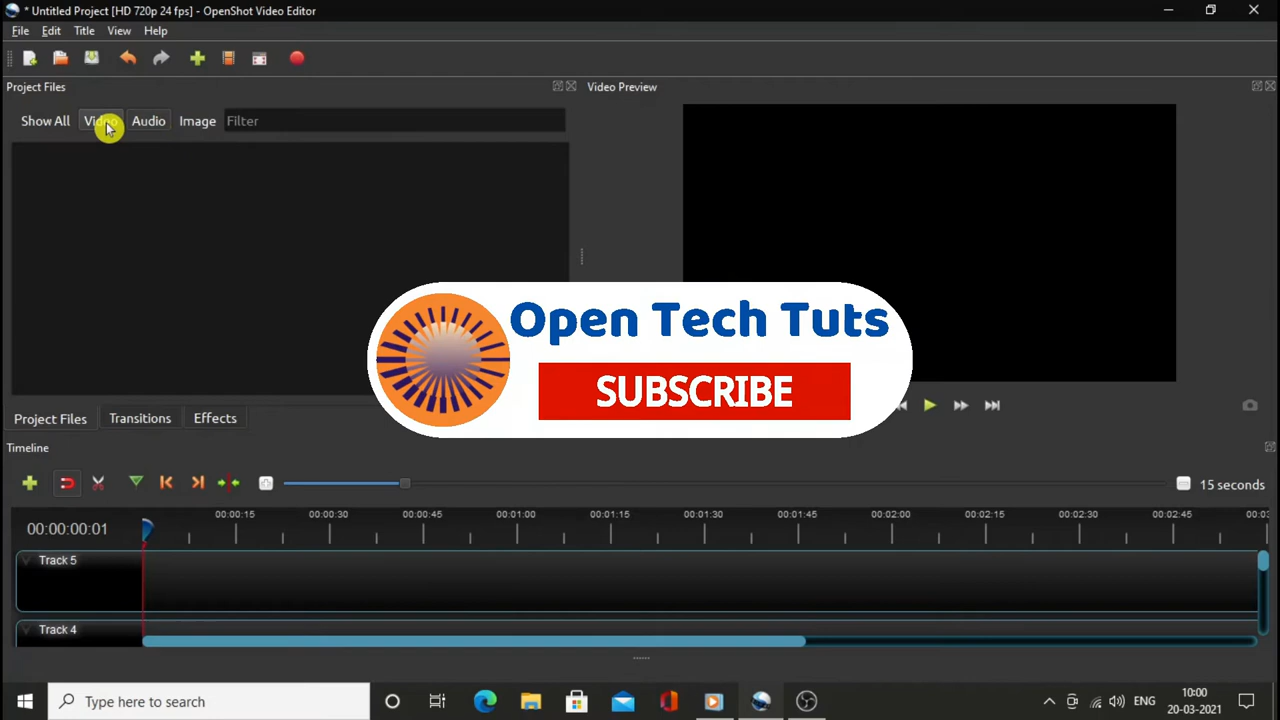 * Untitled Project [HD 720p 24 fps] - OpenShot Video Editor
File Edit Title View Help
Project Files
Video Preview
Show All Video Audio Image Filter
Open Tech Tuts
SUBSCRIBE
Project Files Transitions Effects
Timeline
15 seconds
00:00:00:01
00:00:15 00:00:30 00:00:45 00:01:00 00:01:15 00:01:30 00:01:45 00:02:00 00:02:15 00:02:30 00:02:45
Track 5
Track 4
Type here to search
ENG
10:00
20-03-2021